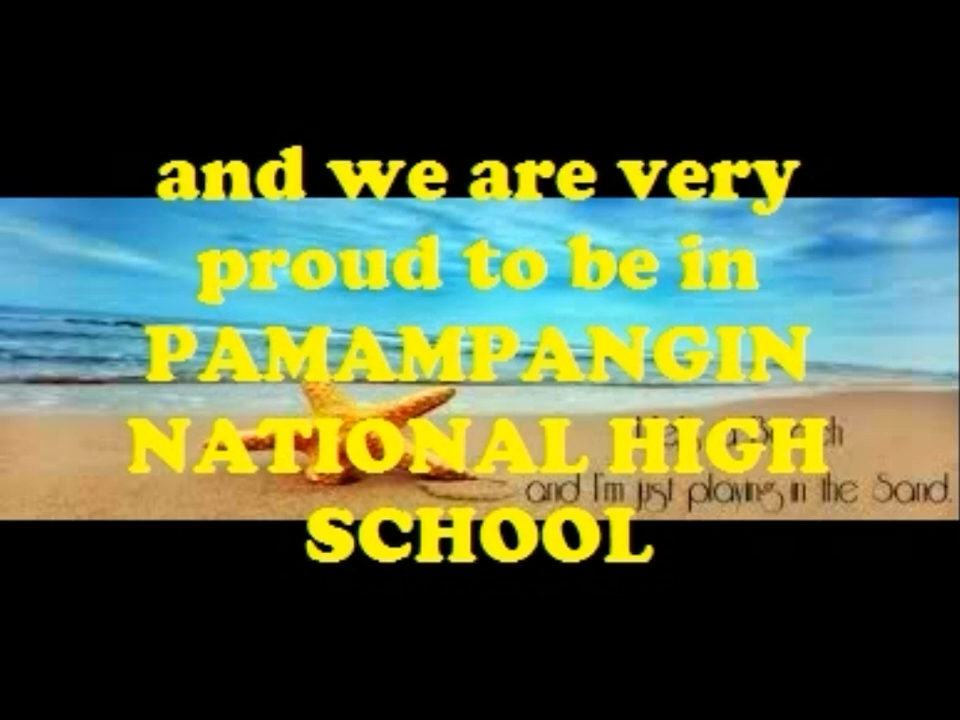 and we are very
proud to be in
PAMAMPANGIN
NATIONAL HIGH
SCHOOL
and I'm just playing in the Sand.